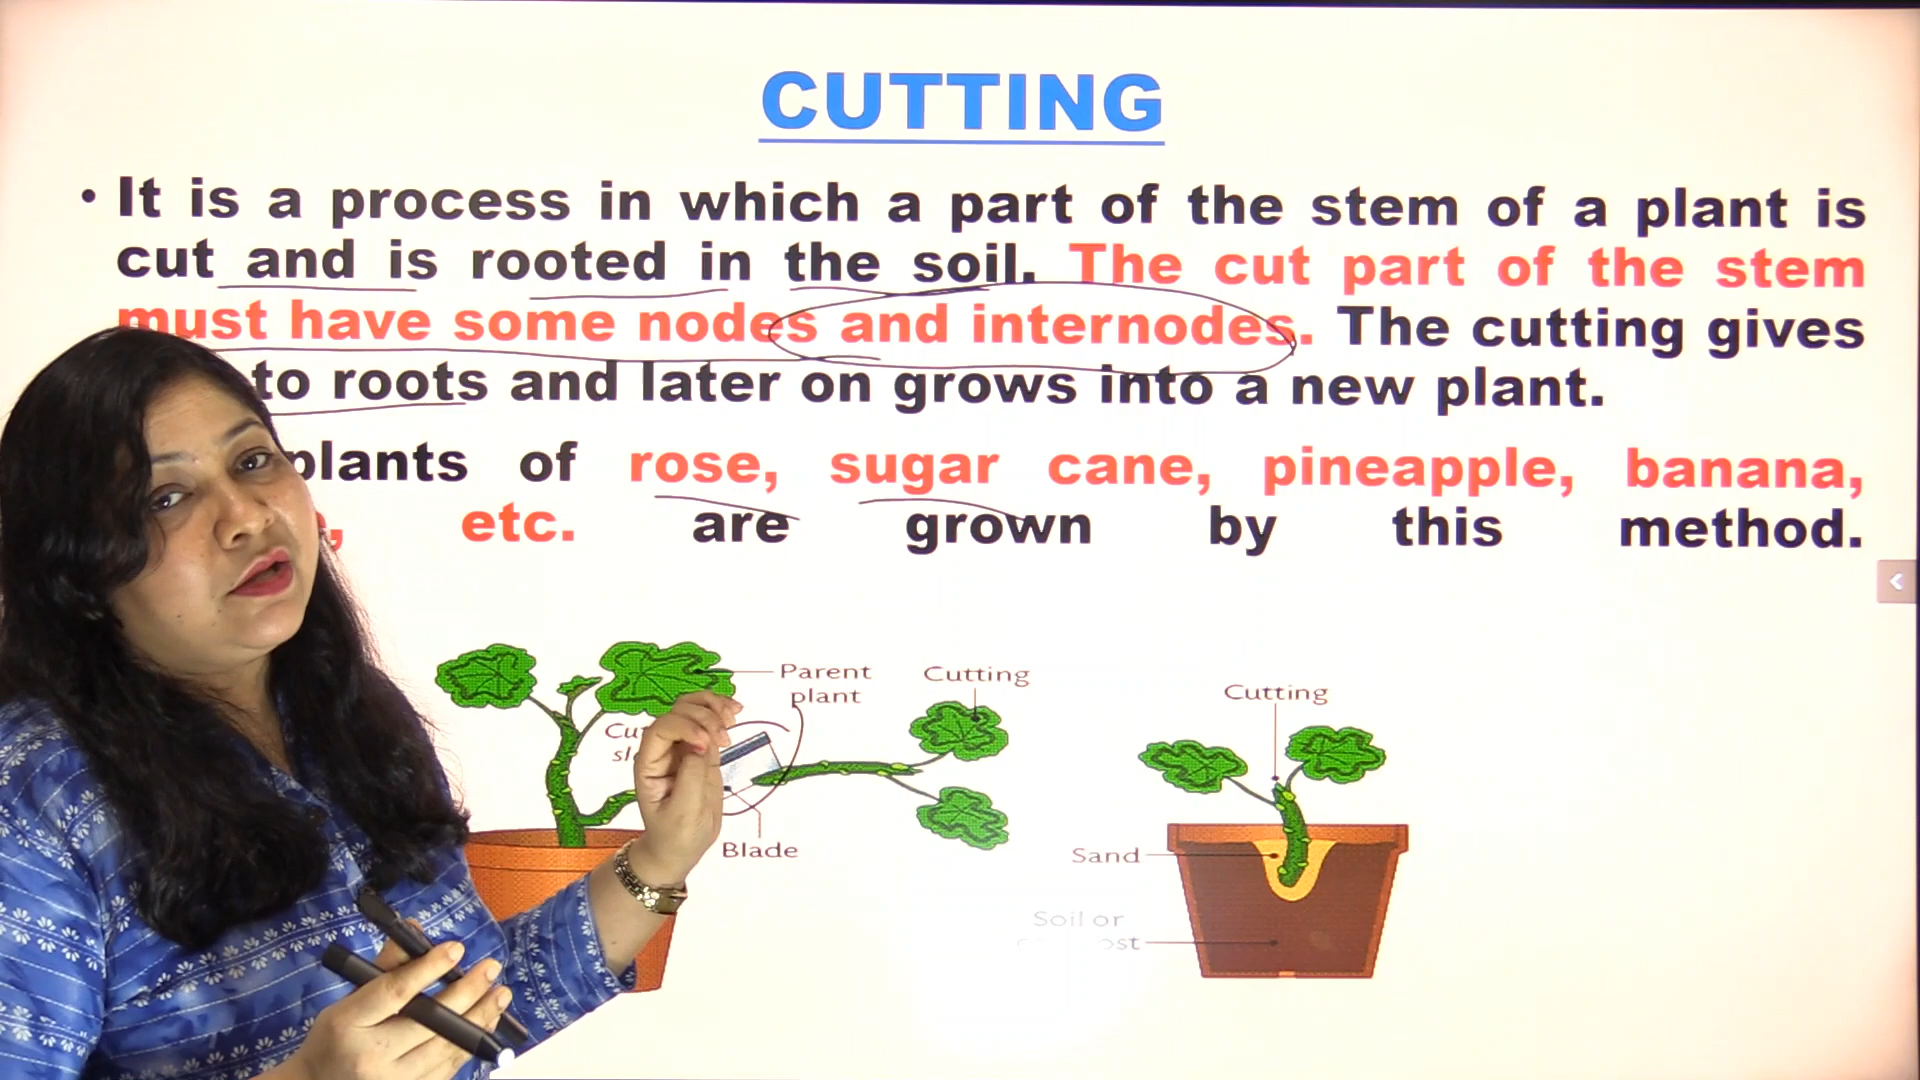 CUTTING
• It is a process in which a part of the stem of a plant is
cut and is rooted in the soil. The cut part of the stem
must have some nodes and internodes. The cutting gives
to roots and later on grows into a new plant.
plants of rose, sugar cane, pineapple, banana,
etc. are grown by this method.
Parent
plant
Cutting
Cutting
Blade
Sand
Soil or